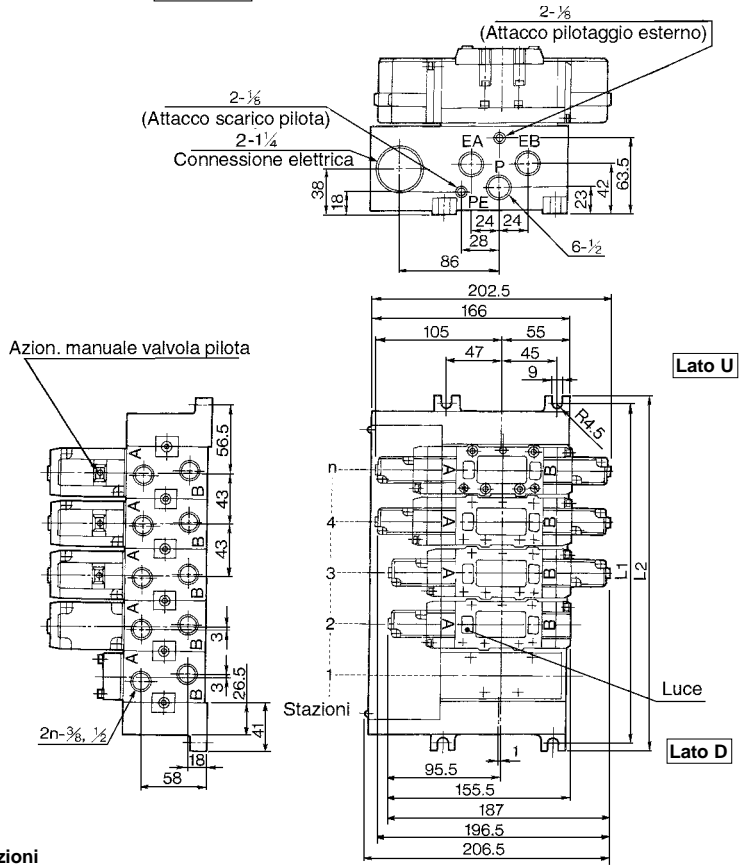 2-⅛
(Attacco pilotaggio esterno)
2-⅛
(Attacco scarico pilota)
2-1¼
Connessione elettrica
EA
EB
P
PE
38
18
24
24
28
86
23
42
63.5
6-½
202.5
166
105
55
47
45
9
R4.5
Lato U
Azion. manuale valvola pilota
56.5
43
43
3
3
26.5
41
18
58
A
B
A
B
A
B
A
B
A
B
2n-⅜, ½
n
4
3
2
1
Stazioni
A
B
A
B
A
B
A
B
L1
L2
Luce
Lato D
1
95.5
155.5
187
196.5
206.5
zioni